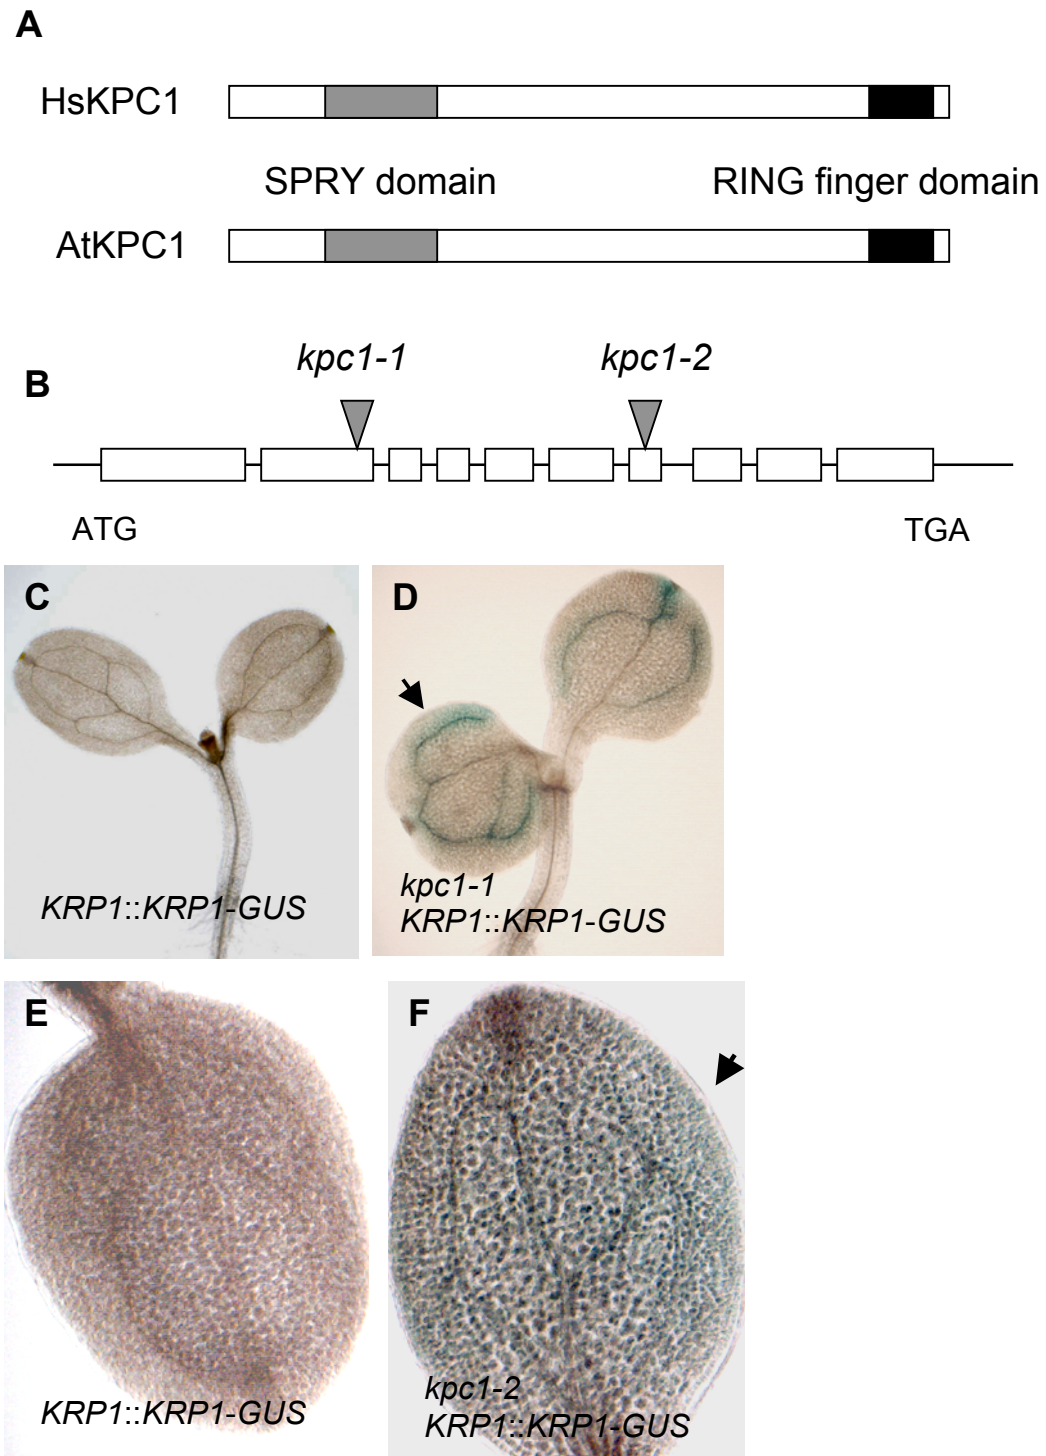 A
HsKPC1
SPRY domain RING finger domain
AtKPC1
B
kpc1-1 kpc1-2
ATG TGA
C
KRP1::KRP1-GUS
D
kpc1-1
KRP1::KRP1-GUS
E
KRP1::KRP1-GUS
F
kpc1-2
KRP1::KRP1-GUS